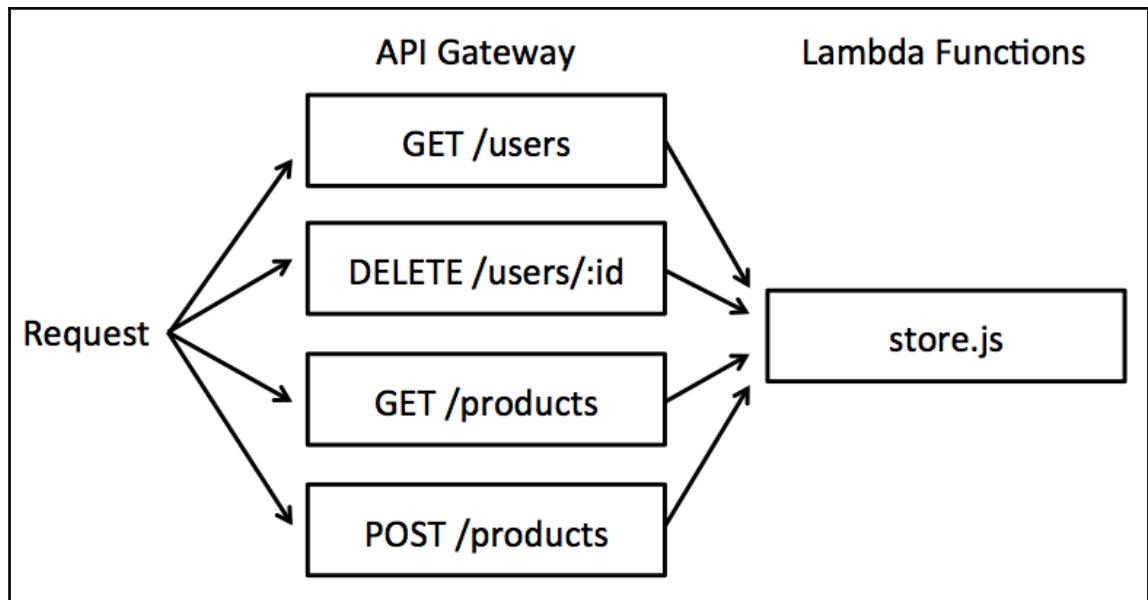 API Gateway
Lambda Functions
GET /users
DELETE /users/:id
Request
store.js
GET /products
POST /products